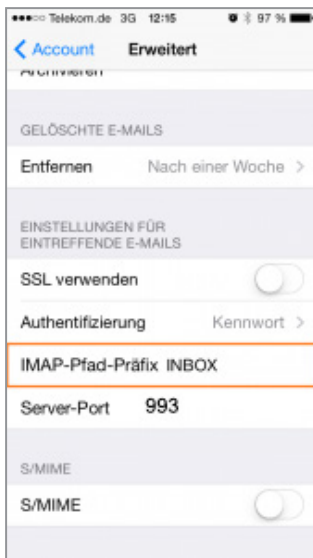 Telekom.de 3G 12:15 97 %
Account Erweitert
Archivieren
GELÖSCHTE E-MAILS
Entfernen Nach einer Woche
EINSTELLUNGEN FÜR
EINTREFFENDE E-MAILS
SSL verwenden
Authentifizierung Kennwort
IMAP-Pfad-Präfix INBOX
Server-Port 993
S/MIME
S/MIME